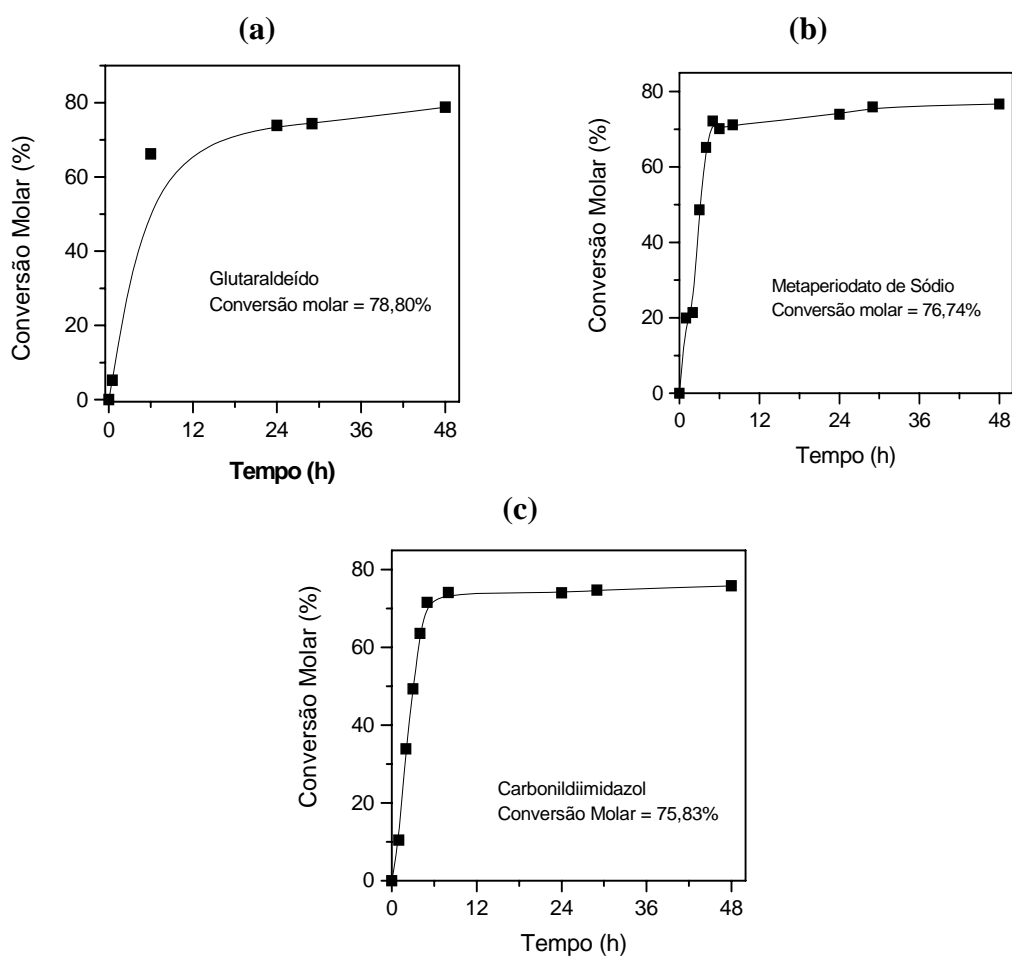 (a)
80
60
40
20
0
Conversão Molar (%)
Glutaraldeído
Conversão molar = 78,80%
0 12 24 36 48
Tempo (h)
(b)
80
60
40
20
0
Conversão Molar (%)
Metaperiodato de Sódio
Conversão molar = 76,74%
0 12 24 36 48
Tempo (h)
(c)
80
60
40
20
0
Conversão Molar (%)
Carbonildiimidazol
Conversão Molar = 75,83%
0 12 24 36 48
Tempo (h)